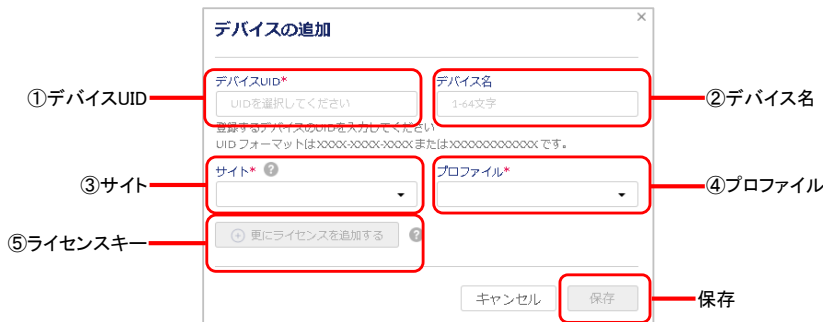 デバイスの追加
×
①デバイスUID
デバイスUID*
UIDを選択してください
デバイス名
1-64文字
②デバイス名
登録するデバイスのUIDを入力してください
UID フォーマットはXXXX-XXXX-XXXXまたはXXXXXXXXXXXXです。
③サイト
サイト* ?
プロファイル*
④プロファイル
⑤ライセンスキー
更にライセンスを追加する ?
キャンセル
保存
保存